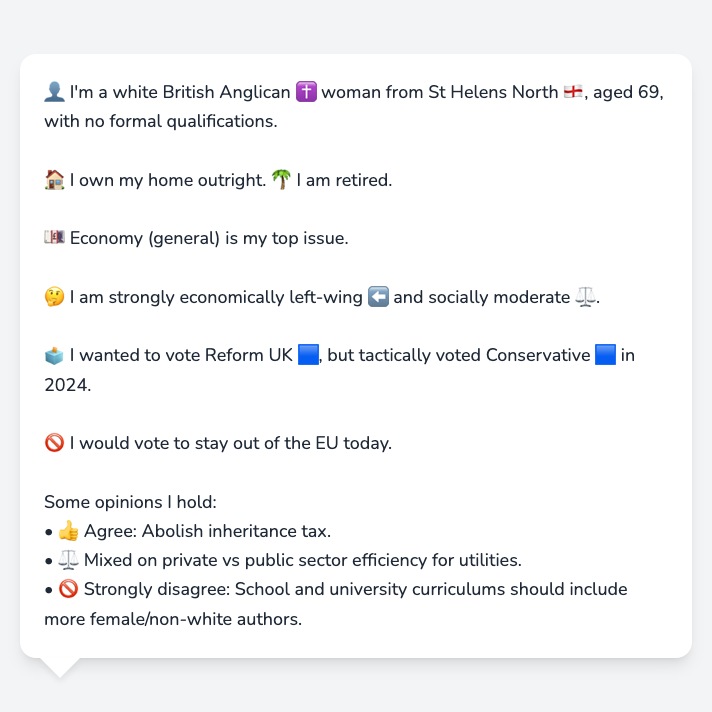 👤 I'm a white British Anglican ✝️ woman from St Helens North 🏴󠁧󠁢󠁥󠁮󠁧󠁿, aged 69,
with no formal qualifications.
🏠 I own my home outright. 🌴 I am retired.
💷 Economy (general) is my top issue.
🤔 I am strongly economically left-wing ⬅️ and socially moderate ⚖️.
🗳️ I wanted to vote Reform UK 🟦, but tactically voted Conservative 🟦 in
2024.
🚫 I would vote to stay out of the EU today.
Some opinions I hold:
• 👍 Agree: Abolish inheritance tax.
• ⚖️ Mixed on private vs public sector efficiency for utilities.
• 🚫 Strongly disagree: School and university curriculums should include
more female/non-white authors.